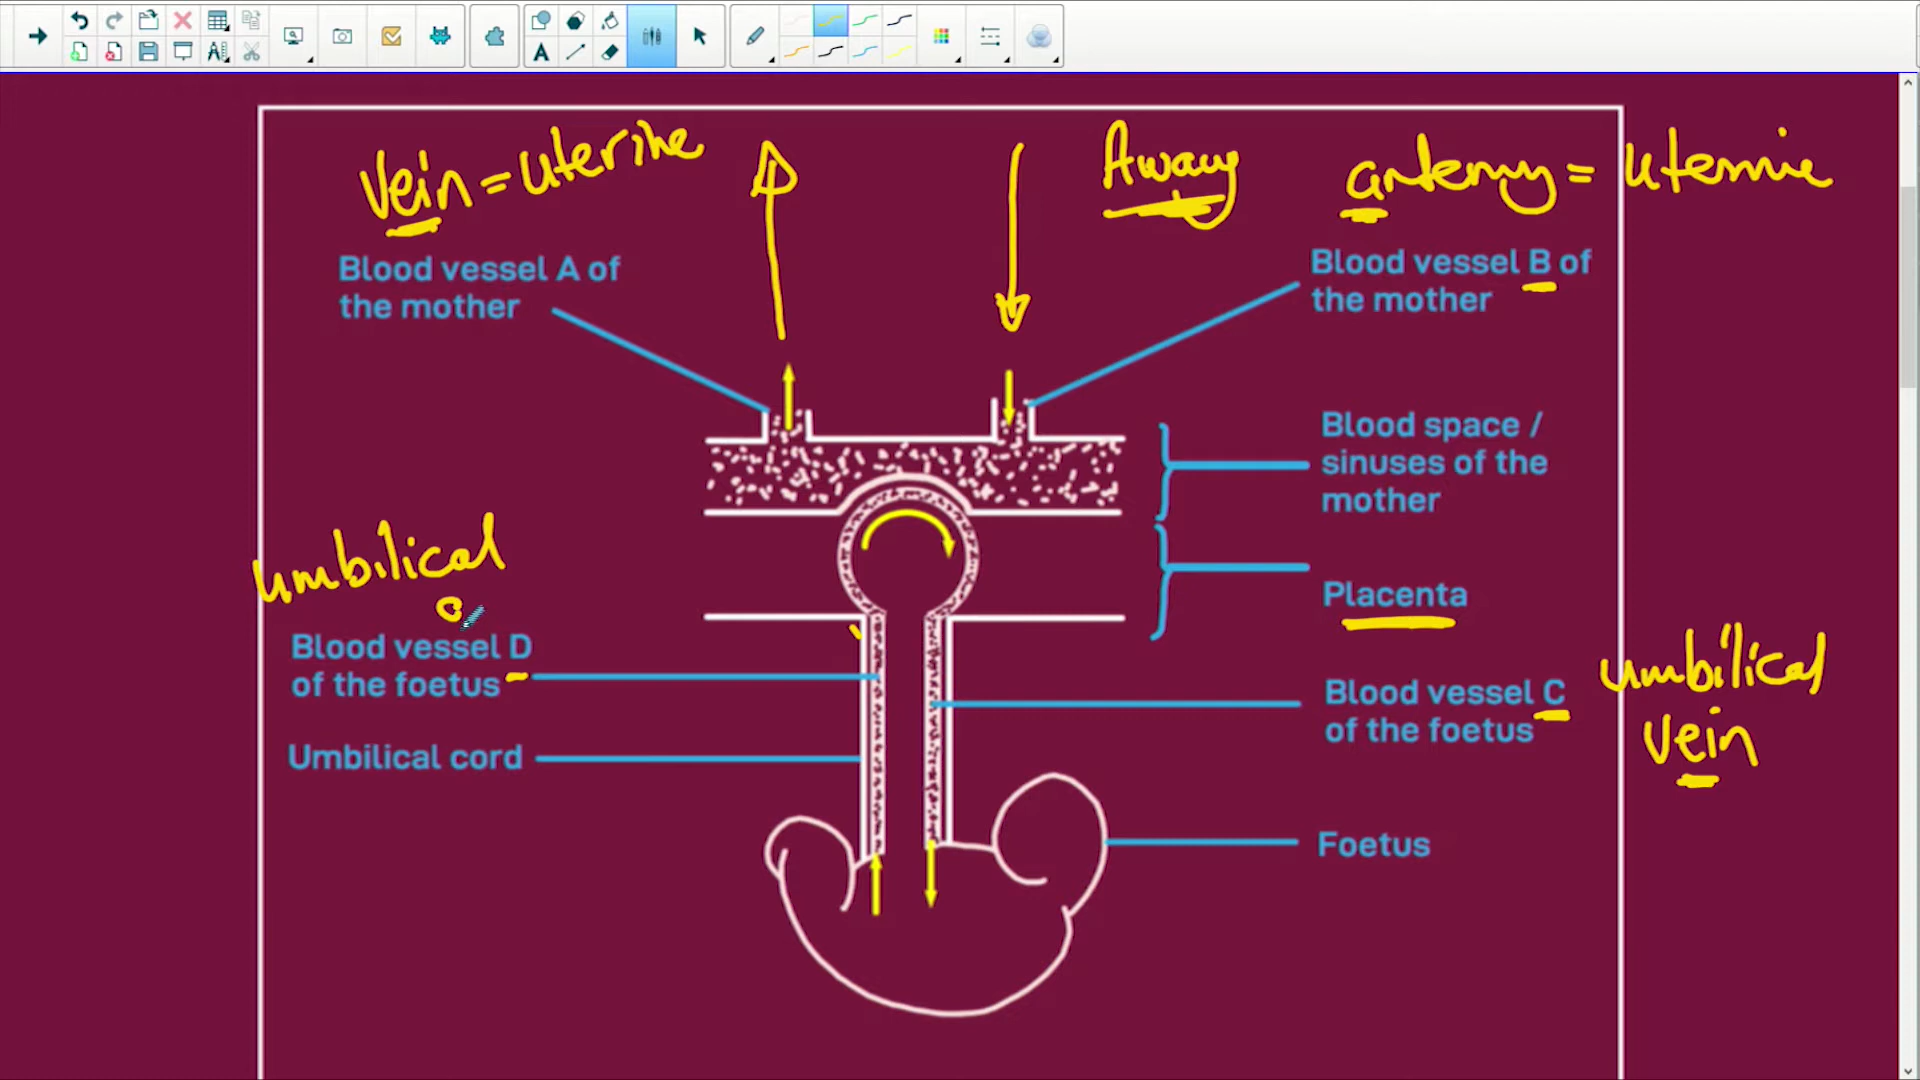 vein = uterine
Away
artery = uterine
Blood vessel A of
the mother
Blood vessel B of
the mother
Blood space /
sinuses of the
mother
Placenta
umbilical
Blood vessel D
of the foetus
Umbilical cord
Blood vessel C
of the foetus
umbilical
vein
Foetus